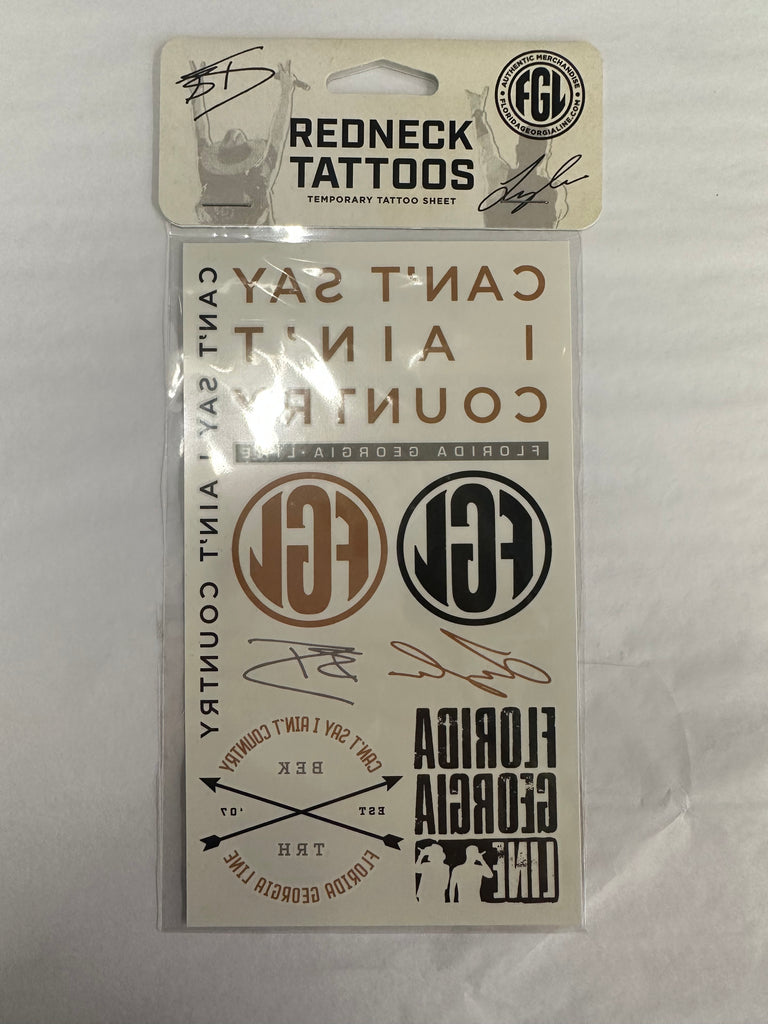 AUTHENTIC MERCHANDISE
FGL
FLORIDAGEORGIALINE.COM
REDNECK
TATTOOS
TEMPORARY TATTOO SHEET
CAN'T SAY I AIN'T COUNTRY
CAN'T SAY
I AIN'T
COUNTRY
FLORIDA GEORGIA LINE
FGL
FGL
CAN'T SAY I AIN'T COUNTRY
BEK
EST '07
TRH
FLORIDA GEORGIA LINE
FLORIDA
GEORGIA
LINE